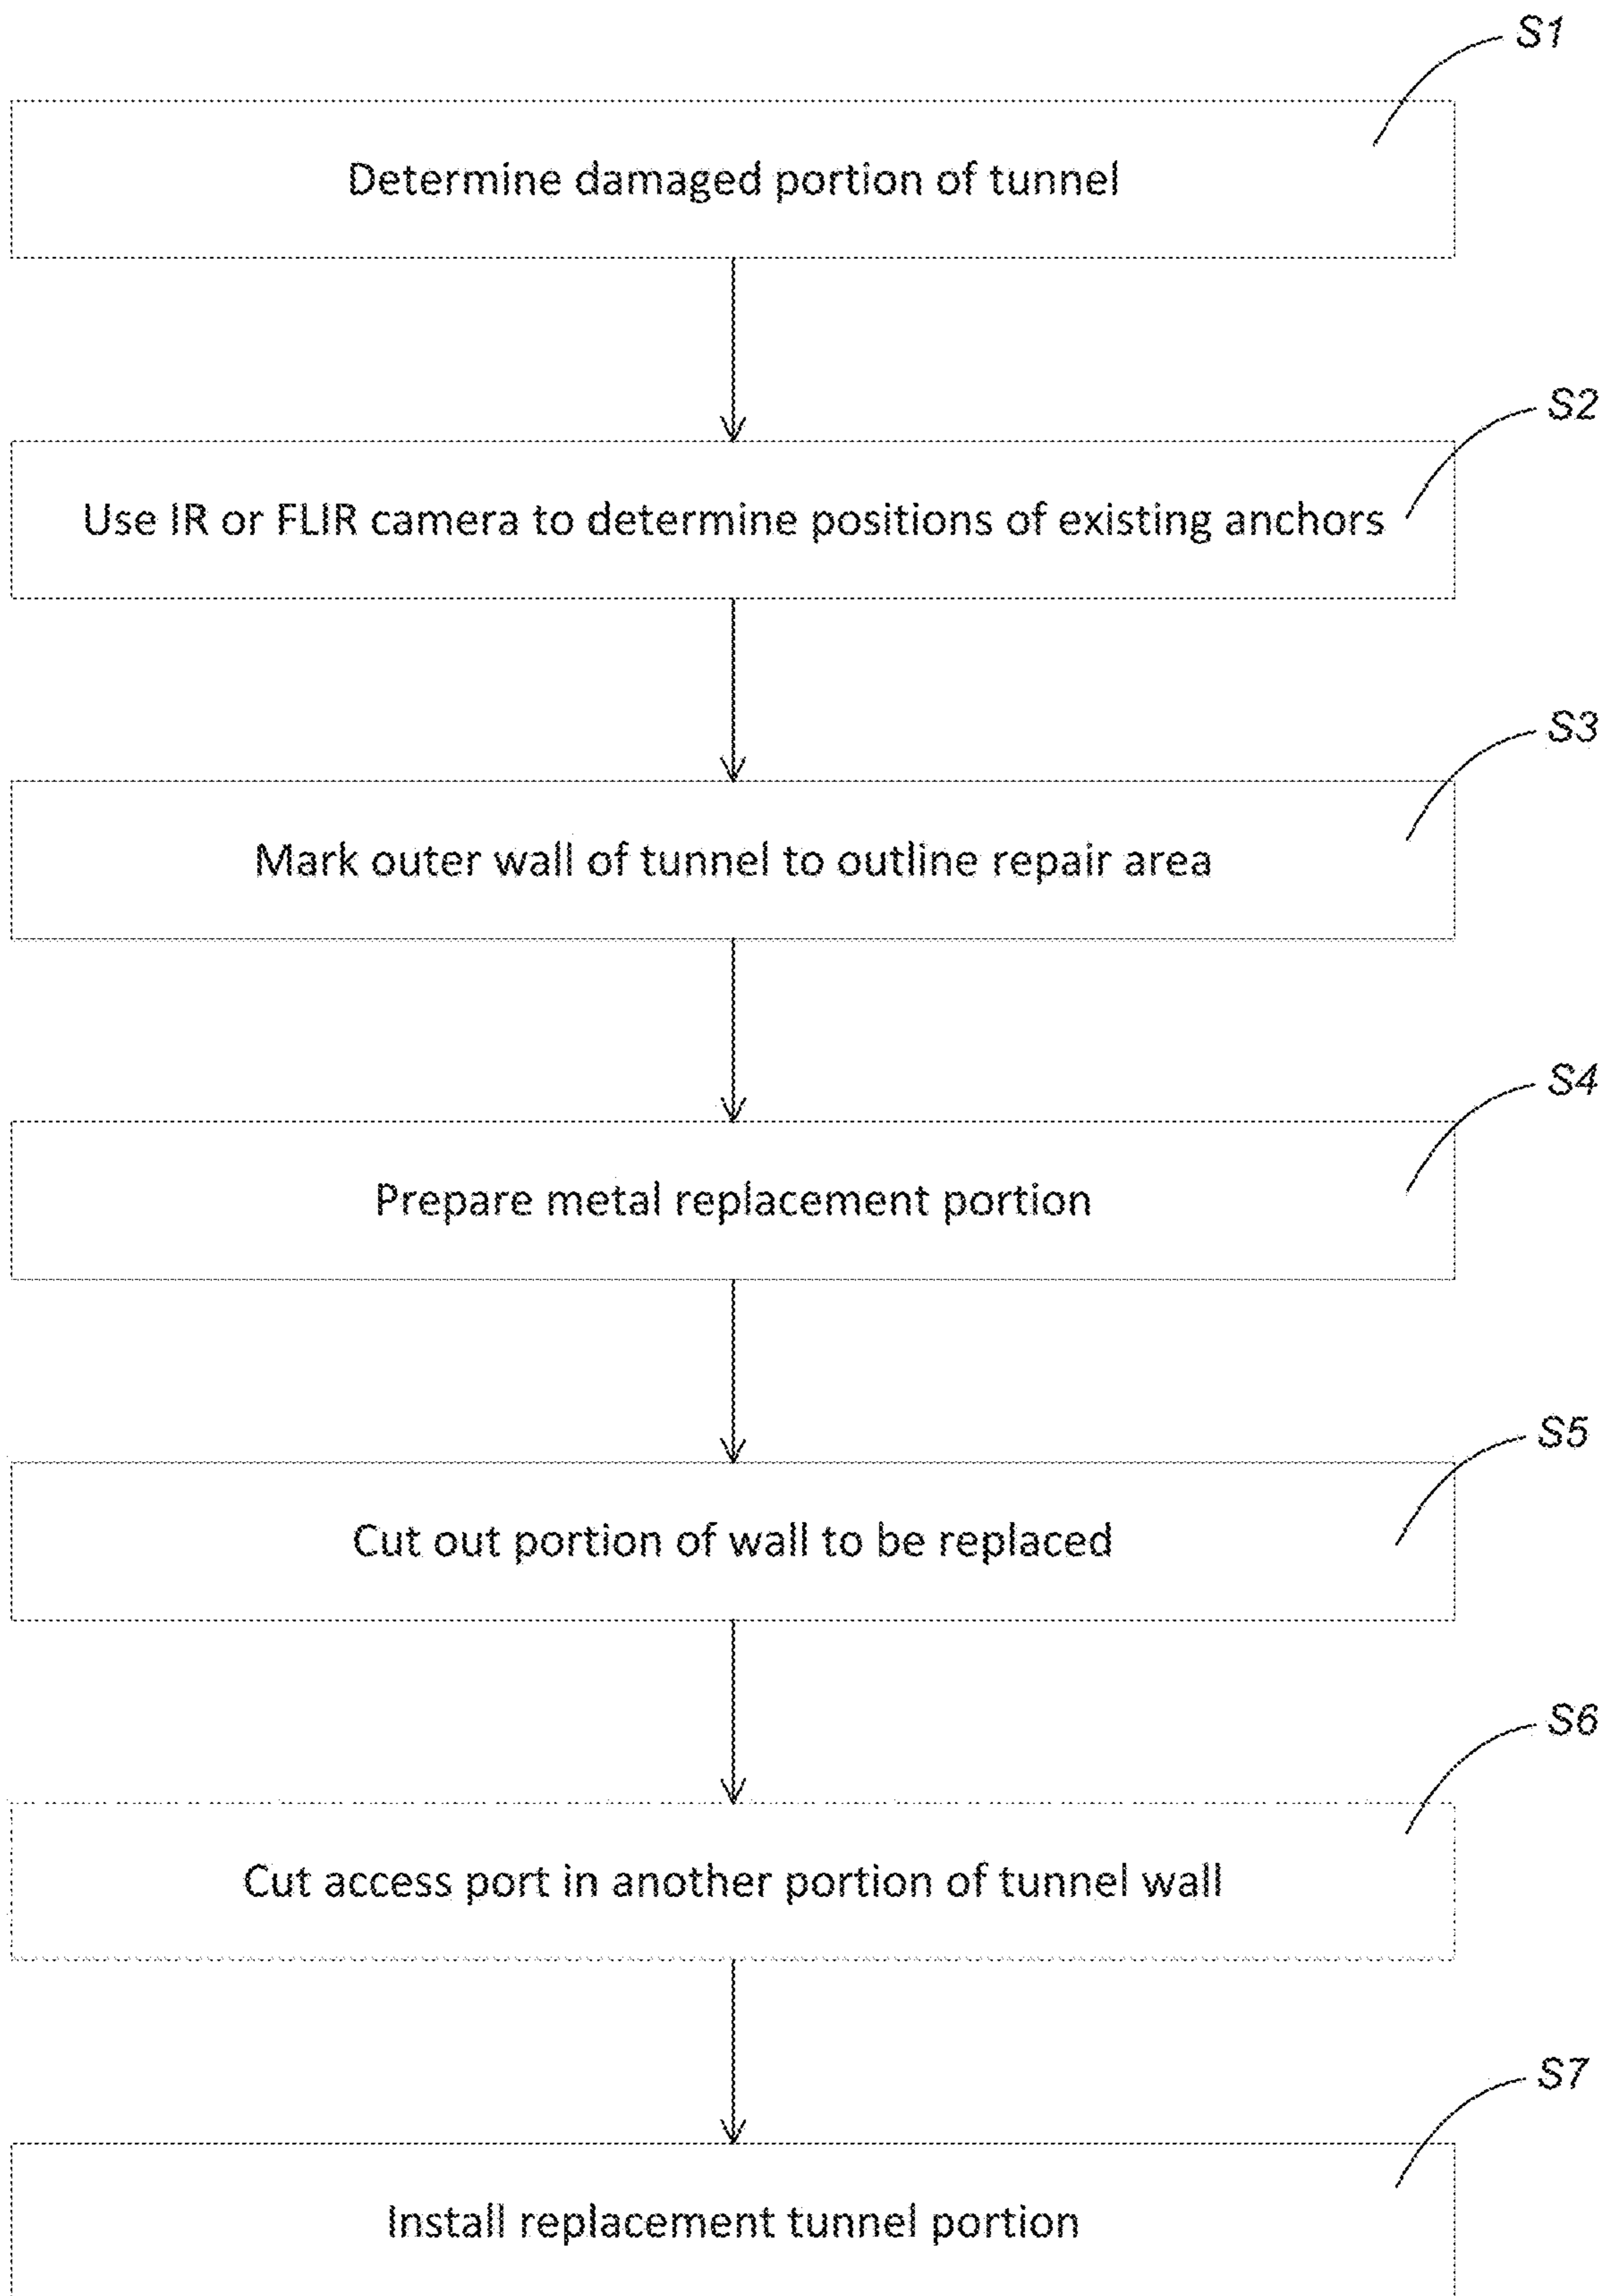 S1
Determine damaged portion of tunnel
S2
Use IR or FLIR camera to determine positions of existing anchors
S3
Mark outer wall of tunnel to outline repair area
S4
Prepare metal replacement portion
S5
Cut out portion of wall to be replaced
S6
Cut access port in another portion of tunnel wall
S7
Install replacement tunnel portion